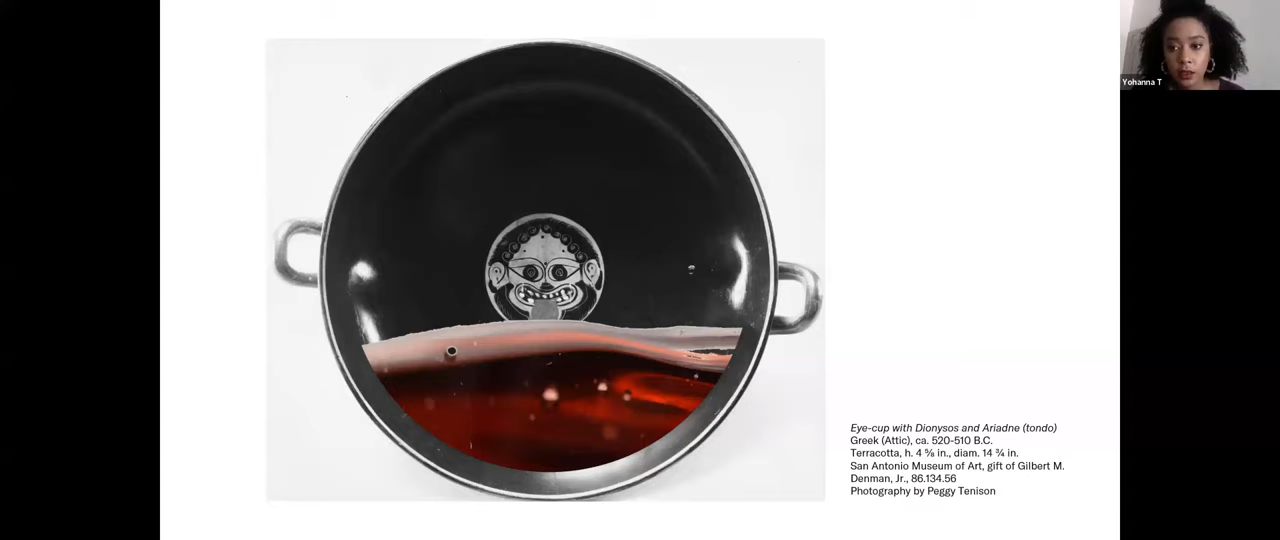 Yohanna T
Eye-cup with Dionysos and Ariadne (tondo)
Greek (Attic), ca. 520-510 B.C.
Terracotta, h. 4 ⅝ in., diam. 14 ¾ in.
San Antonio Museum of Art, gift of Gilbert M.
Denman, Jr., 86.134.56
Photography by Peggy Tenison